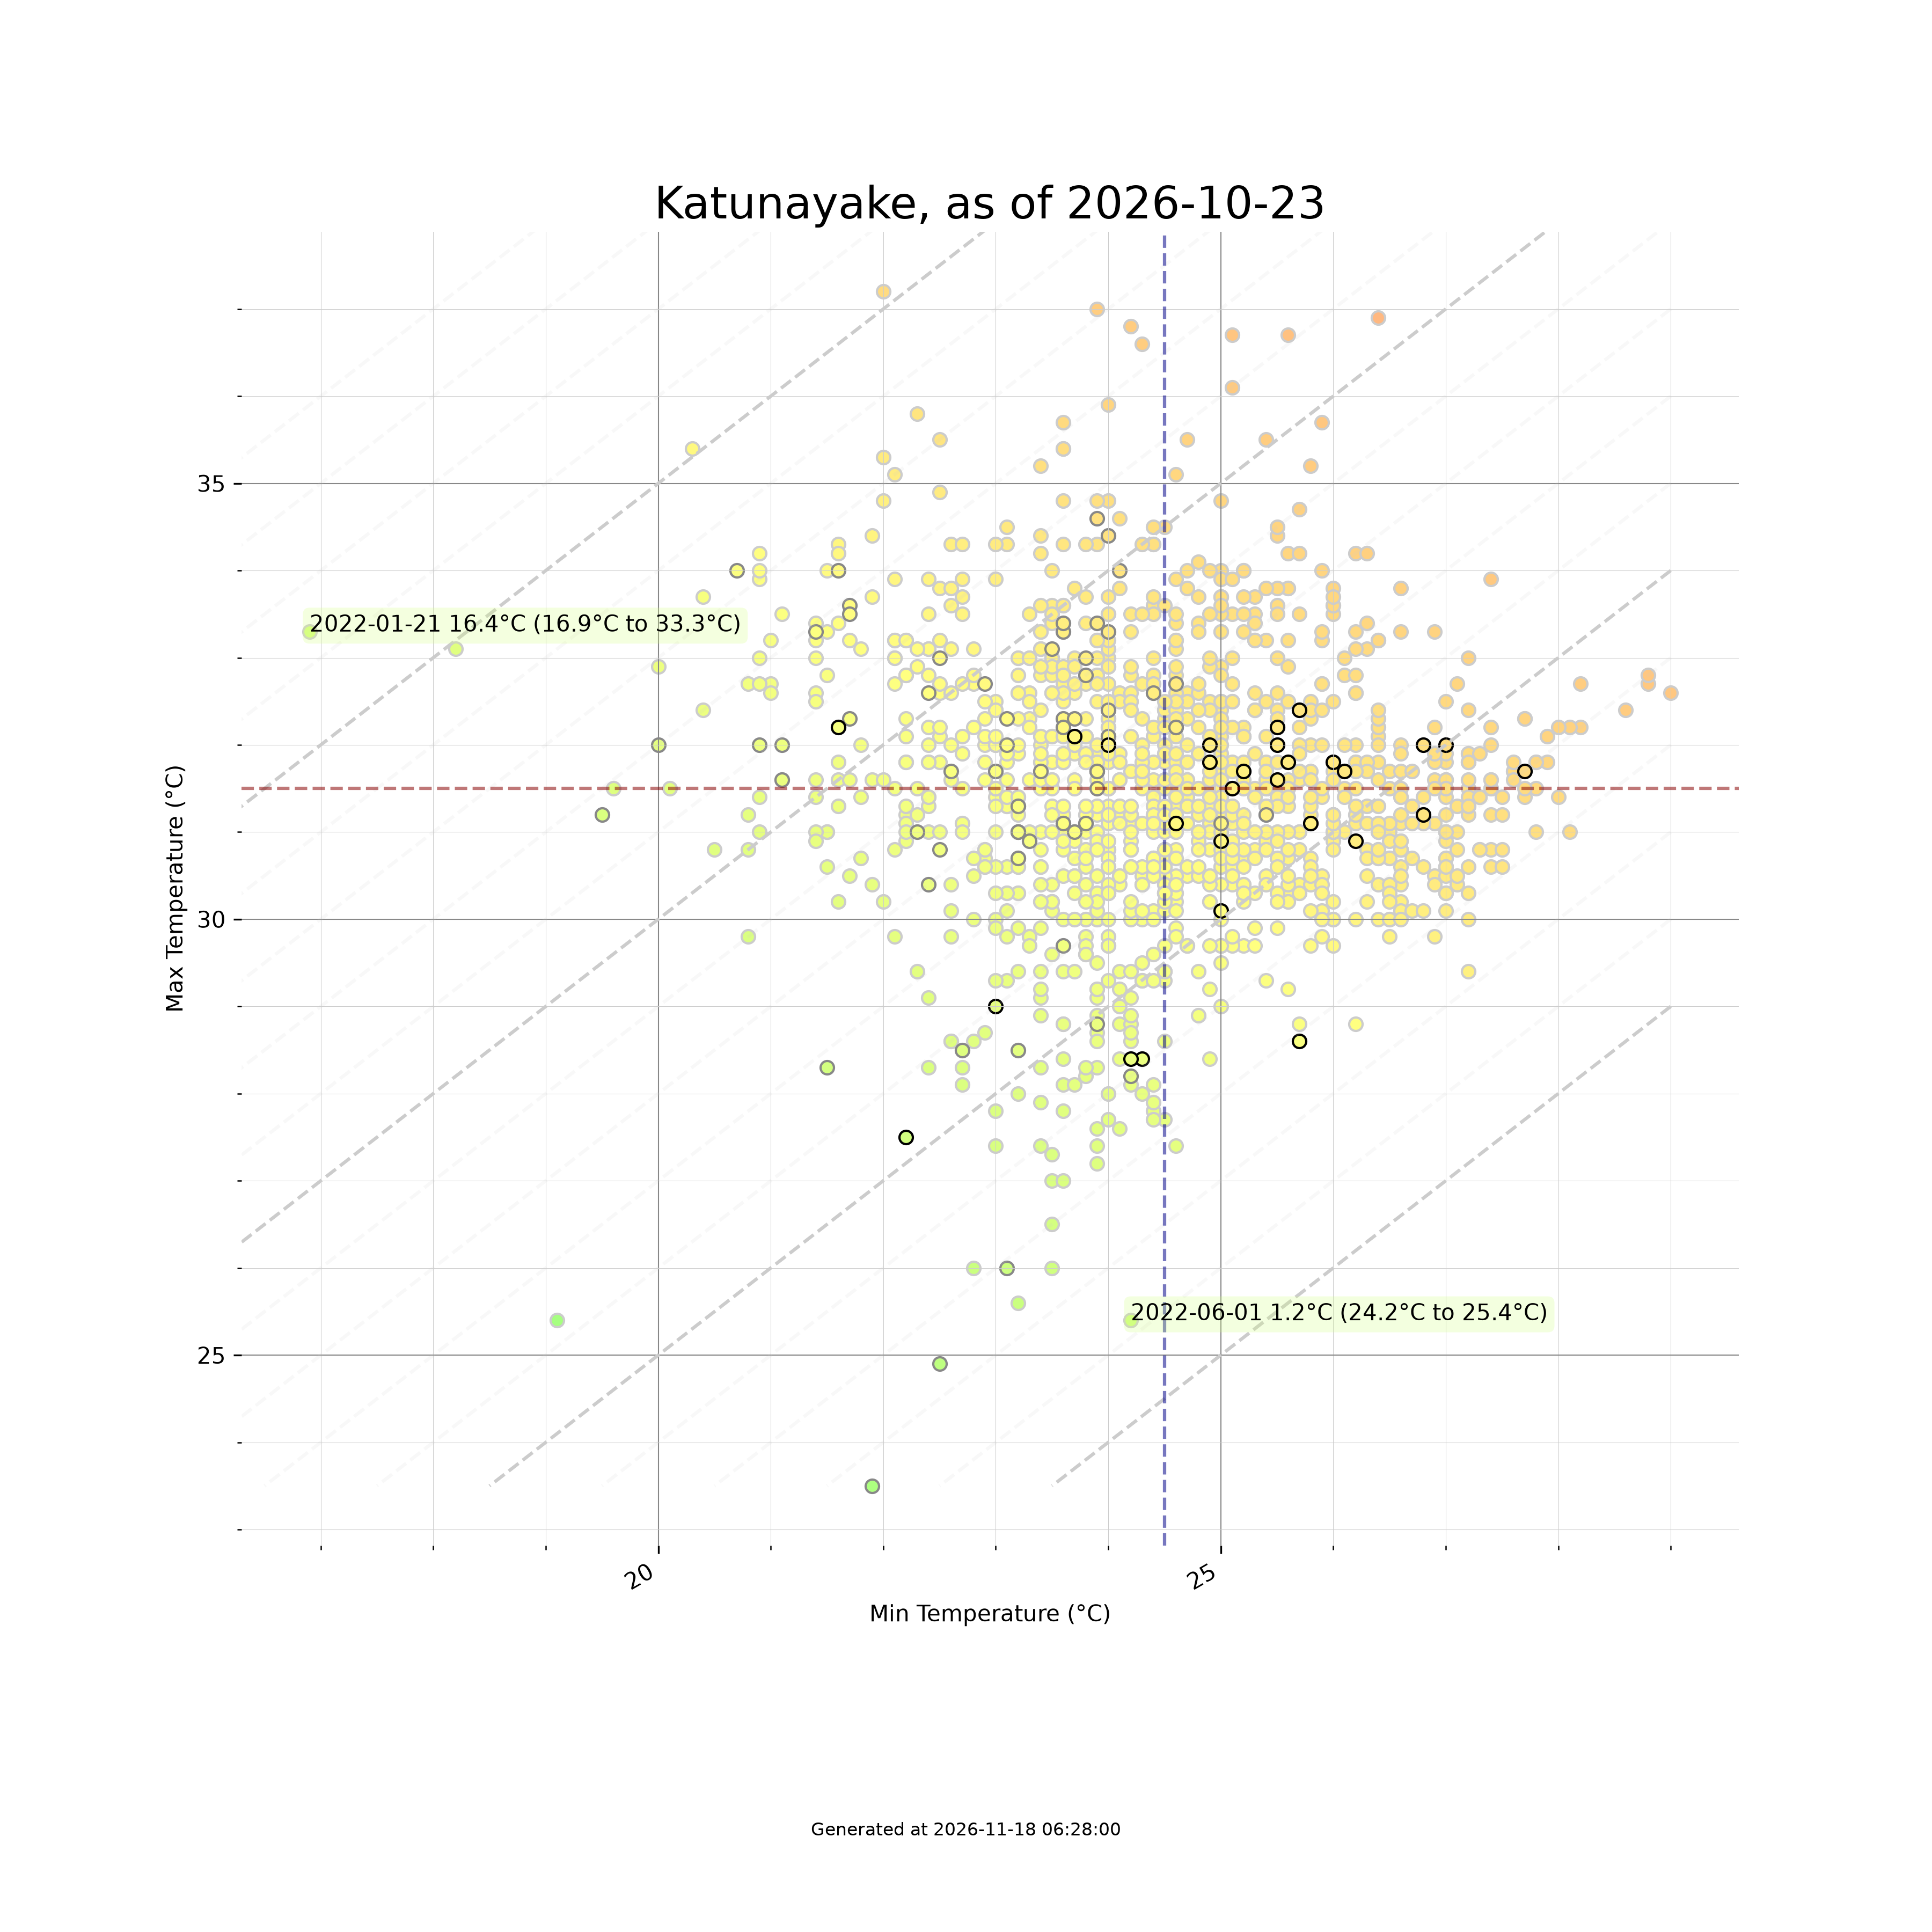 Katunayake, as of 2026-10-23
35
2022-01-21 16.4°C (16.9°C to 33.3°C)
Max Temperature (°C)
30
2022-06-01 1.2°C (24.2°C to 25.4°C)
25
20
25
Min Temperature (°C)
Generated at 2026-11-18 06:28:00